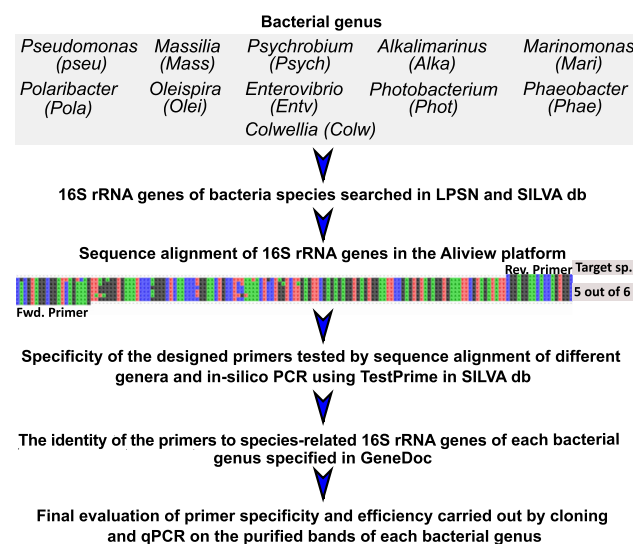 Bacterial genus
Pseudomonas Massilia Psychrobium Alkalimarinus Marinomonas
(pseu) (Mass) (Psych) (Alka) (Mari)
Polaribacter Oleispira Enterovibrio Photobacterium Phaeobacter
(Pola) (Olei) (Entv) (Phot) (Phae)
Colwellia (Colw)
16S rRNA genes of bacteria species searched in LPSN and SILVA db
Sequence alignment of 16S rRNA genes in the Aliview platform
Rev. Primer Target sp.
5 out of 6
Fwd. Primer
Specificity of the designed primers tested by sequence alignment of different
genera and in-silico PCR using TestPrime in SILVA db
The identity of the primers to species-related 16S rRNA genes of each bacterial
genus specified in GeneDoc
Final evaluation of primer specificity and efficiency carried out by cloning
and qPCR on the purified bands of each bacterial genus